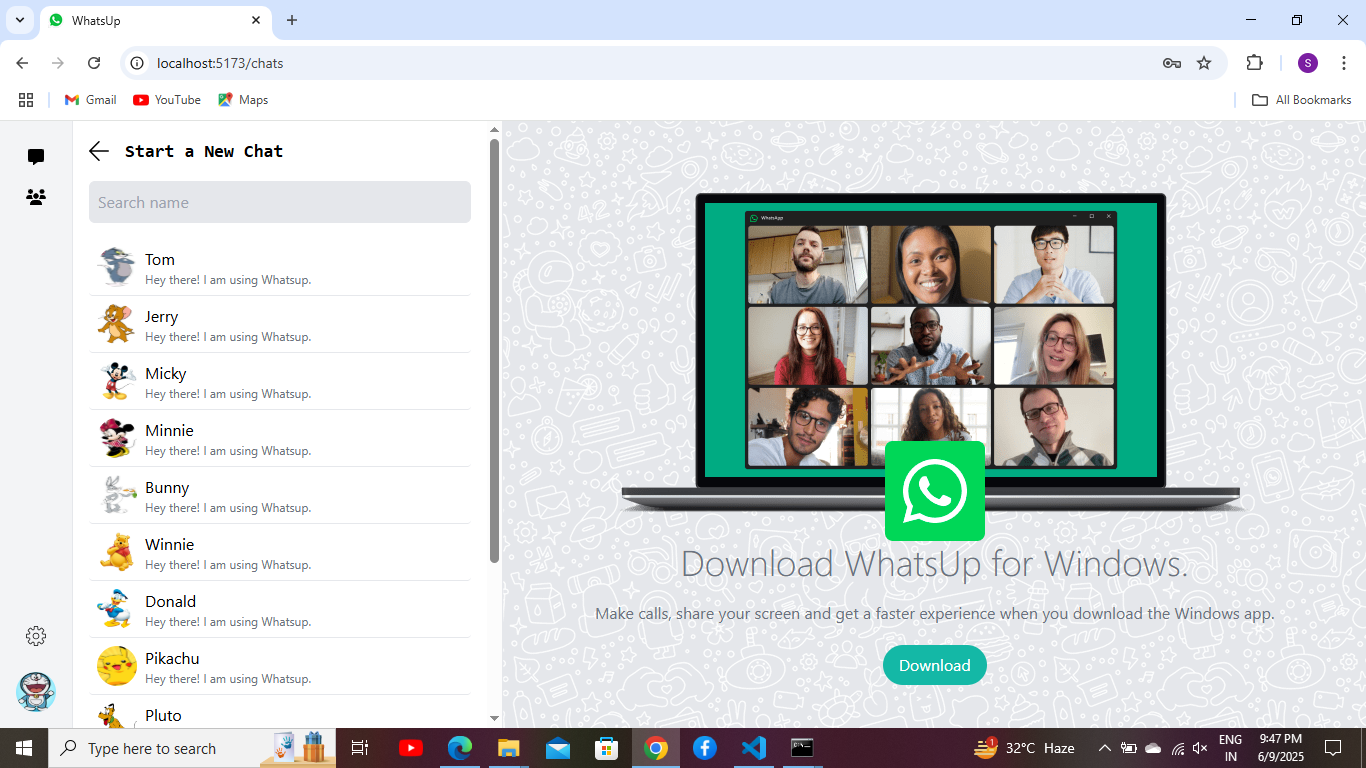 WhatsUp
localhost:5173/chats
S
Gmail
YouTube
Maps
All Bookmarks
Start a New Chat
Search name
Tom
Hey there! I am using Whatsup.
Jerry
Hey there! I am using Whatsup.
Micky
Hey there! I am using Whatsup.
Minnie
Hey there! I am using Whatsup.
Bunny
Hey there! I am using Whatsup.
Winnie
Hey there! I am using Whatsup.
Donald
Hey there! I am using Whatsup.
Pikachu
Hey there! I am using Whatsup.
Pluto
WhatsApp
Download WhatsUp for Windows.
Make calls, share your screen and get a faster experience when you download the Windows app.
Download
Type here to search
1
32°C Haze
ENG
IN
9:47 PM
6/9/2025